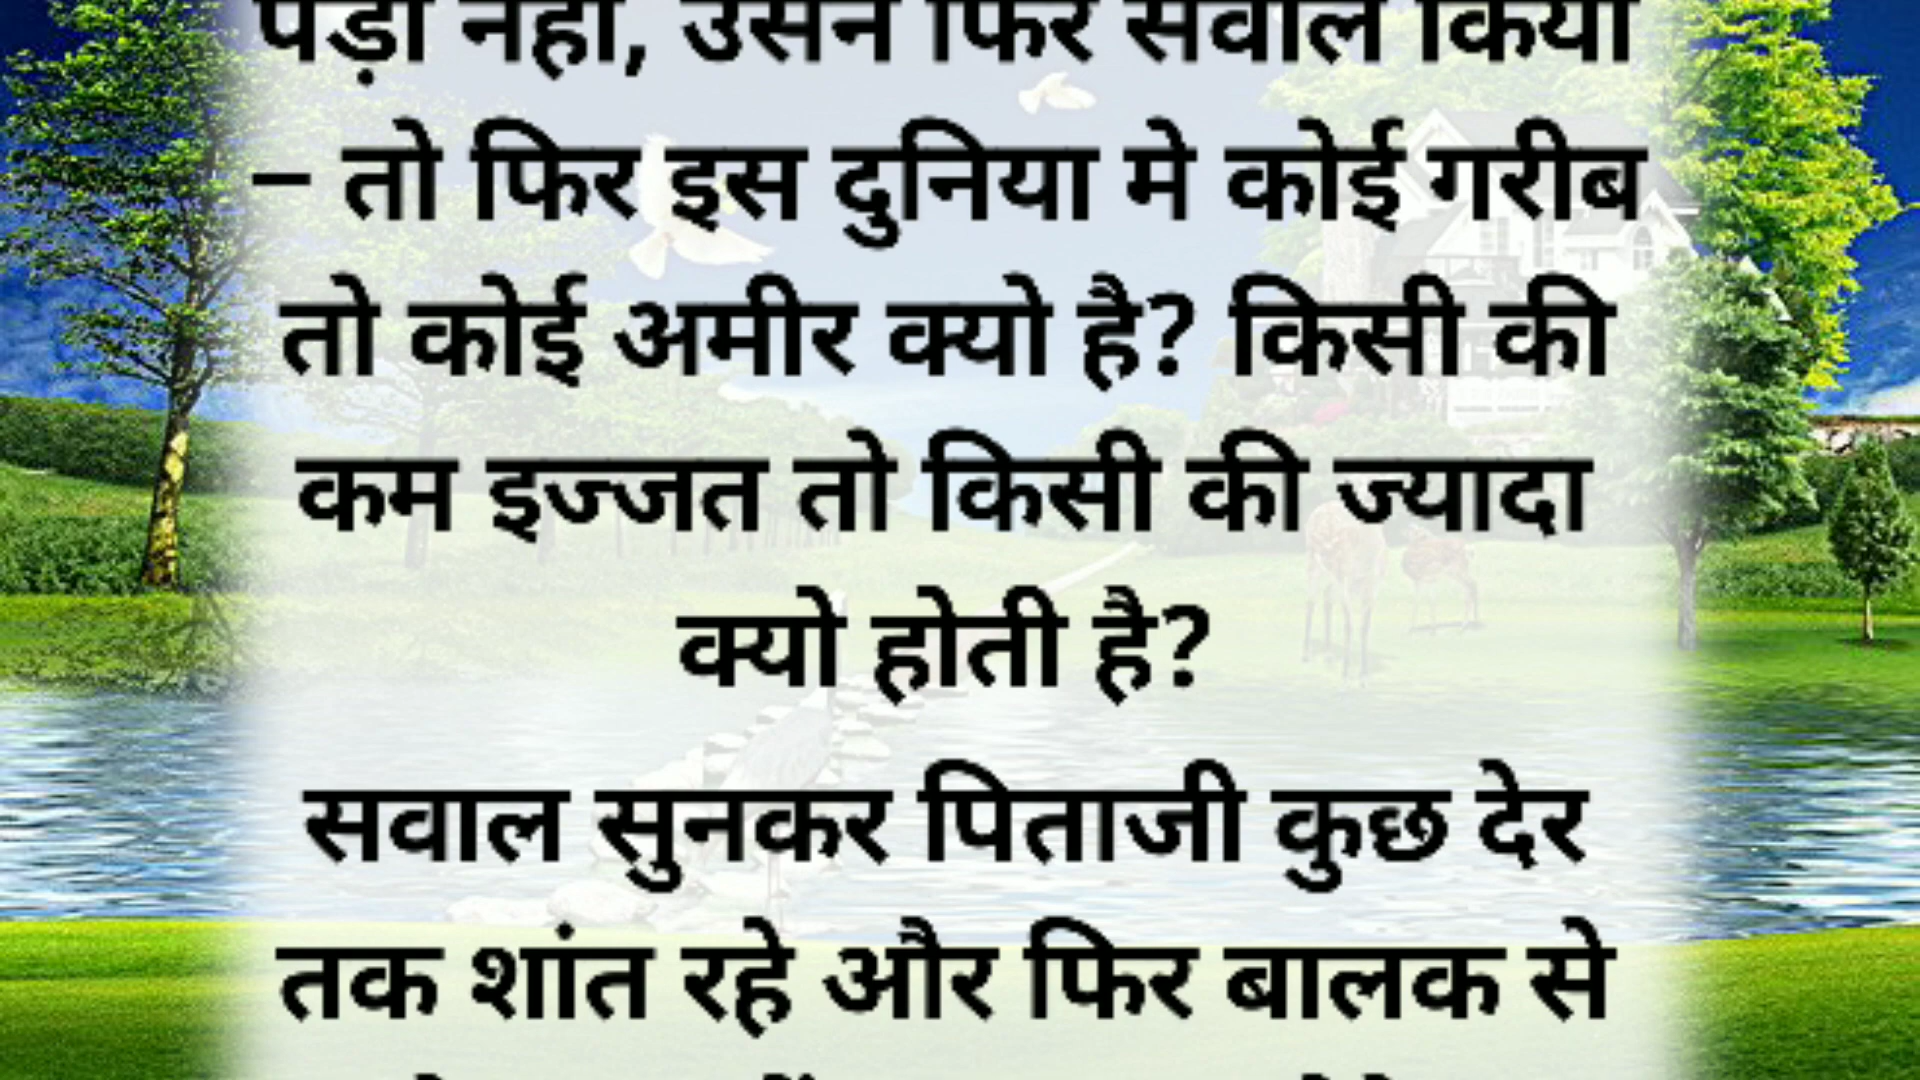 पड़ा नहीं, उसने फिर सवाल किया
– तो फिर इस दुनिया मे कोई गरीब
तो कोई अमीर क्यो है? किसी की
कम इज्जत तो किसी की ज्यादा
क्यो होती है?
सवाल सुनकर पिताजी कुछ देर
तक शांत रहे और फिर बालक से